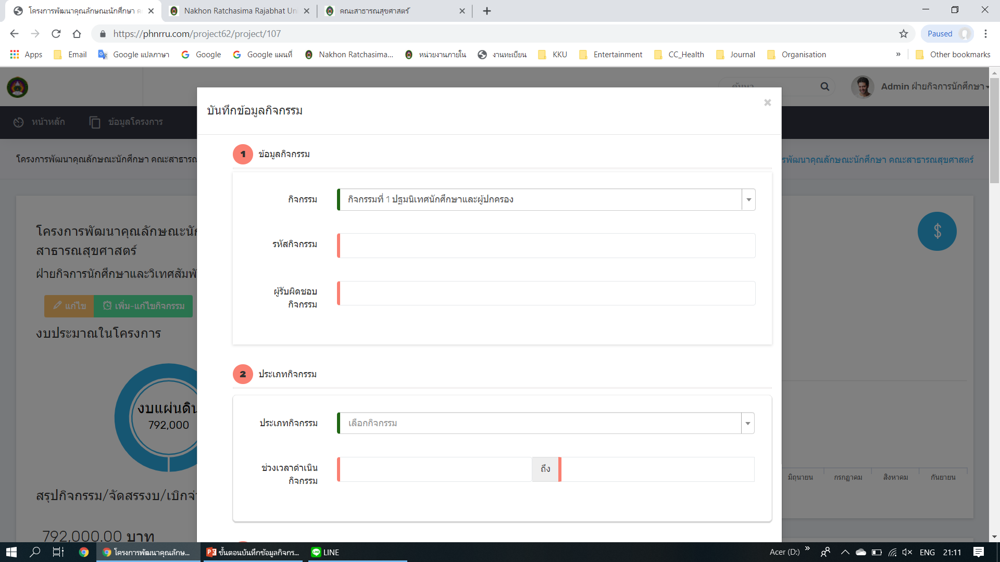 โครงการพัฒนาคุณลักษณะนักศึกษา
Nakhon Ratchasima Rajabhat Uni
คณะสาธารณสุขศาสตร์
https://phnrru.com/project62/project/107
Paused
Apps
Email
Google แปลภาษา
Google
Google แผนที่
Nakhon Ratchasima...
หน่วยงานภายใน
งานทะเบียน
KKU
Entertainment
CC_Health
Journal
Organisation
»
Other bookmarks
ค้นหา
Admin ฝ่ายกิจการนักศึกษา
หน้าหลัก
ข้อมูลโครงการ
บันทึกข้อมูลกิจกรรม
โครงการพัฒนาคุณลักษณะนักศึกษา คณะสาธารณ
รพัฒนาคุณลักษณะนักศึกษา คณะสาธารณสุขศาสตร์
1 ข้อมูลกิจกรรม
กิจกรรม
กิจกรรมที่ 1 ปฐมนิเทศนักศึกษาและผู้ปกครอง
รหัสกิจกรรม
ผู้รับผิดชอบ
กิจกรรม
โครงการพัฒนาคุณลักษณะนัก
สาธารณสุขศาสตร์
ฝ่ายกิจการนักศึกษาและวิเทศสัมพั
แก้ไข
เพิ่ม-แก้ไขกิจกรรม
$
งบประมาณในโครงการ
งบแผ่นดิน
792,000
2 ประเภทกิจกรรม
ประเภทกิจกรรม
เลือกกิจกรรม
ช่วงเวลาดำเนิน
กิจกรรม
ถึง
มิถุนายน
กรกฏาคม
สิงหาคม
กันยายน
สรุปกิจกรรม/จัดสรรงบ/เบิกจ่
792,000.00 บาท
โครงการพัฒนาคุณลักษ...
ขั้นตอนบันทึกข้อมูลกิจกร...
LINE
Acer (D:)
»
ENG
21:11